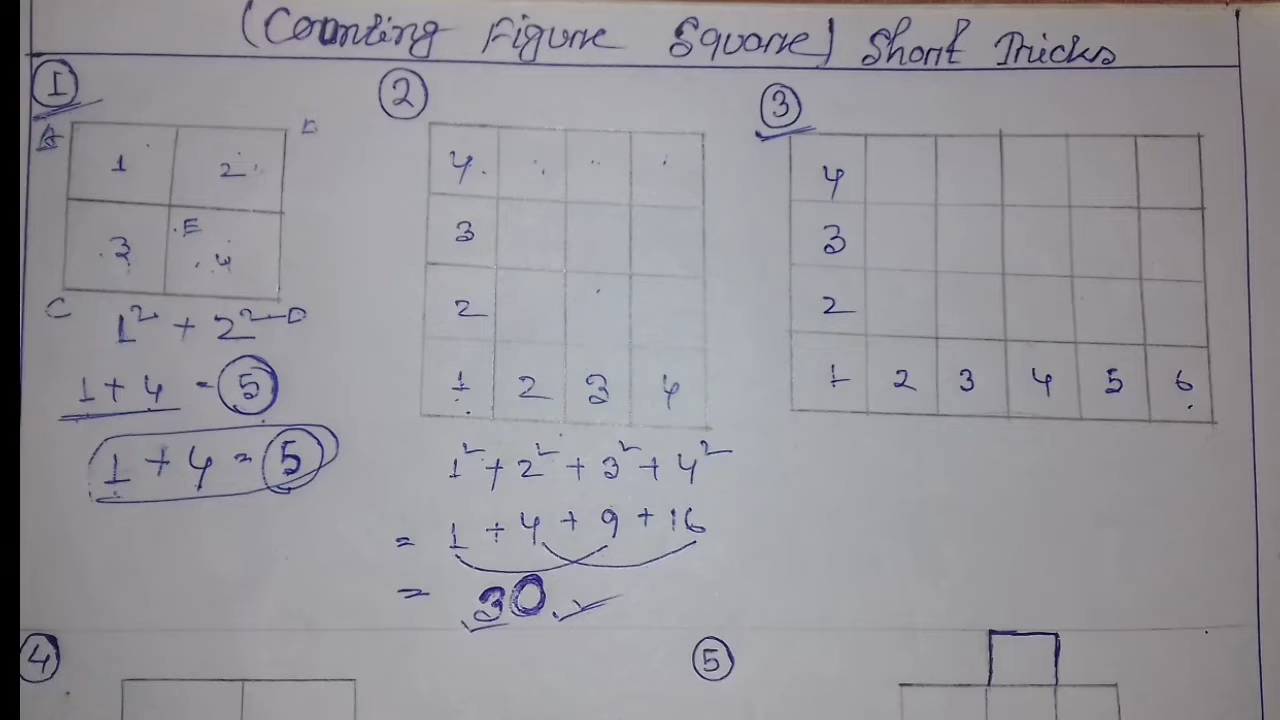 (Counting Figure Square) Short Tricks
1
A
1 2
E
3 4
C D
1² + 2²
1 + 4 = 5
1 + 4 = 5
2
4
3
2
1 2 3 4
1² + 2² + 3² + 4²
= 1 + 4 + 9 + 16
= 30
3
4
3
2
1 2 3 4 5 6
4
5